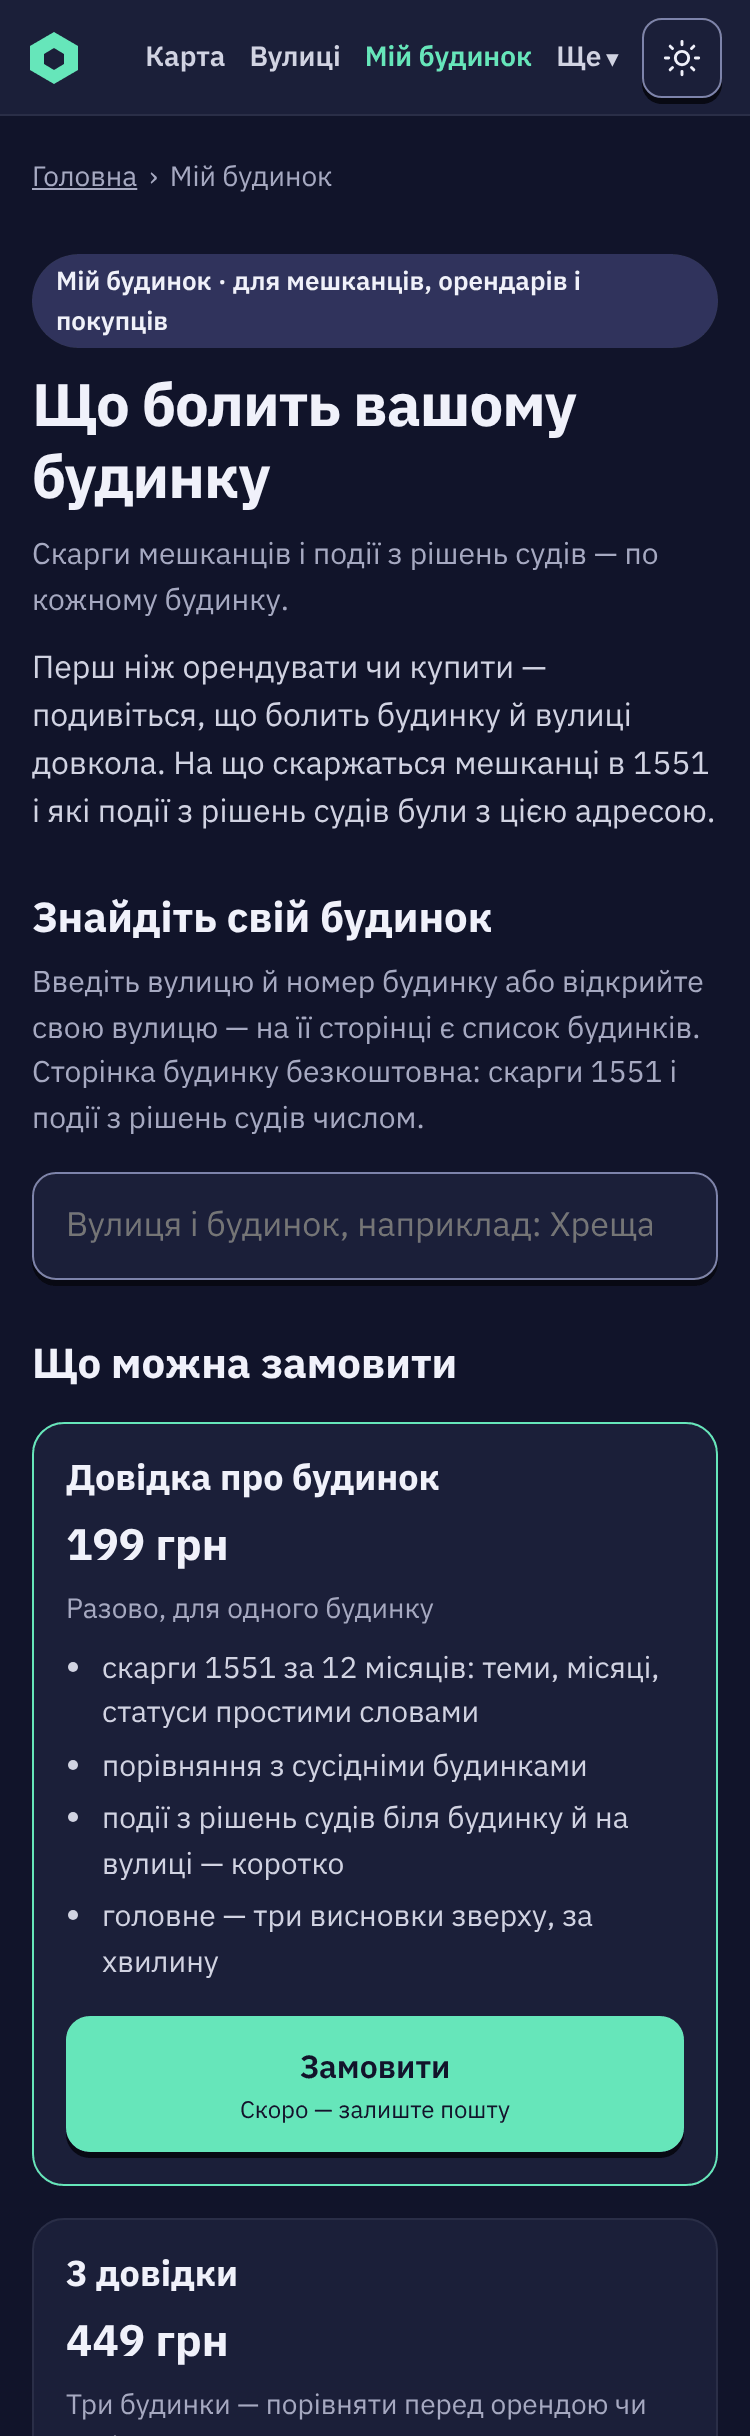 Карта Вулиці Мій будинок Ще ▾
Головна › Мій будинок
Мій будинок · для мешканців, орендарів і
покупців
Що болить вашому
будинку
Скарги мешканців і події з рішень судів — по
кожному будинку.
Перш ніж орендувати чи купити —
подивіться, що болить будинку й вулиці
довкола. На що скаржаться мешканці в 1551
і які події з рішень судів були з цією адресою.
Знайдіть свій будинок
Введіть вулицю й номер будинку або відкрийте
свою вулицю — на її сторінці є список будинків.
Сторінка будинку безкоштовна: скарги 1551 і
події з рішень судів числом.
Вулиця і будинок, наприклад: Хреща
Що можна замовити
Довідка про будинок
199 грн
Разово, для одного будинку
• скарги 1551 за 12 місяців: теми, місяці,
статуси простими словами
• порівняння з сусідніми будинками
• події з рішень судів біля будинку й на
вулиці — коротко
• головне — три висновки зверху, за
хвилину
Замовити
Скоро — залиште пошту
3 довідки
449 грн
Три будинки — порівняти перед орендою чи